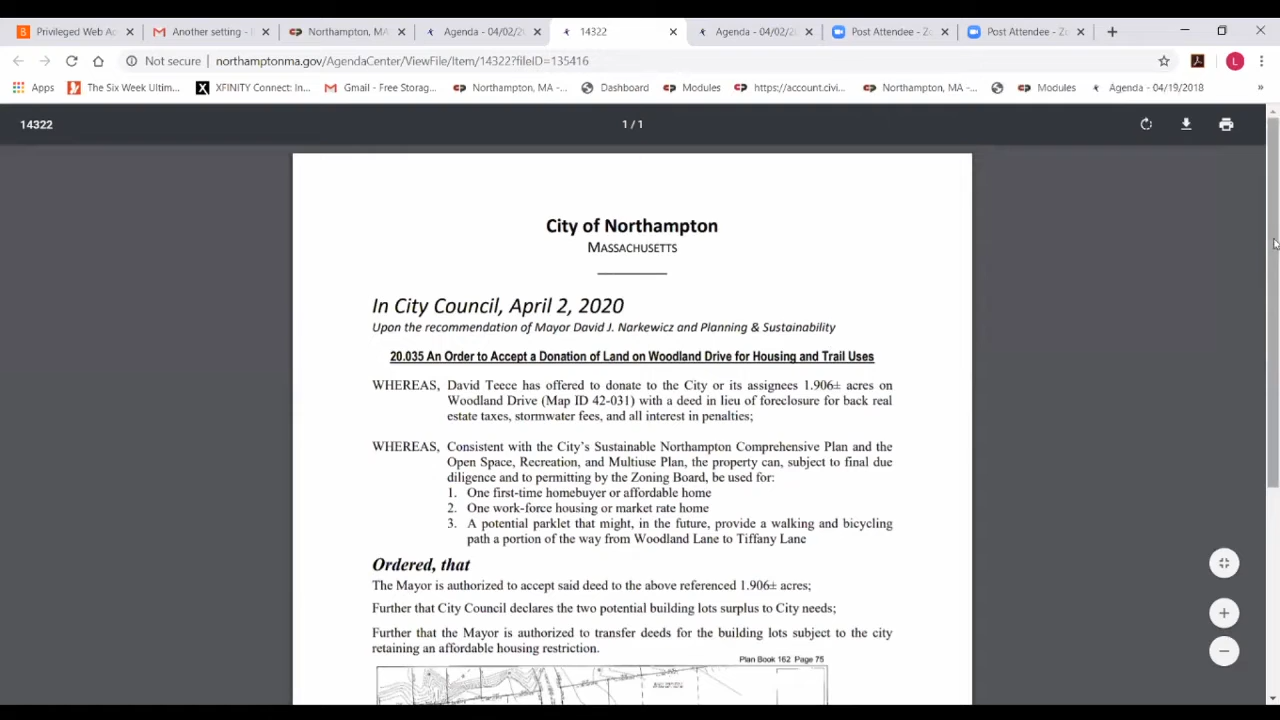 Privileged Web Ac
Another setting -
Northampton, MA,
Agenda - 04/02/2
14322
Agenda - 04/02/2
Post Attendee - Zo
Post Attendee - Zo
Not secure
northamptonma.gov/AgendaCenter/ViewFile/Item/14322?fileID=135416
L
Apps
The Six Week Ultim...
XFINITY Connect: In...
Gmail - Free Storag...
Northampton, MA -...
Dashboard
Modules
https://account.civi...
Northampton, MA -...
Modules
Agenda - 04/19/2018
»
14322
1 / 1
City of Northampton
MASSACHUSETTS
In City Council, April 2, 2020
Upon the recommendation of Mayor David J. Narkewicz and Planning & Sustainability
20.035 An Order to Accept a Donation of Land on Woodland Drive for Housing and Trail Uses
WHEREAS, David Teece has offered to donate to the City or its assignees 1.906± acres on
Woodland Drive (Map ID 42-031) with a deed in lieu of foreclosure for back real
estate taxes, stormwater fees, and all interest in penalties;
WHEREAS, Consistent with the City's Sustainable Northampton Comprehensive Plan and the
Open Space, Recreation, and Multiuse Plan, the property can, subject to final due
diligence and to permitting by the Zoning Board, be used for:
1. One first-time homebuyer or affordable home
2. One work-force housing or market rate home
3. A potential parklet that might, in the future, provide a walking and bicycling
path a portion of the way from Woodland Lane to Tiffany Lane
Ordered, that
The Mayor is authorized to accept said deed to the above referenced 1.906± acres;
Further that City Council declares the two potential building lots surplus to City needs;
Further that the Mayor is authorized to transfer deeds for the building lots subject to the city
retaining an affordable housing restriction.
Plan Book 162 Page 75